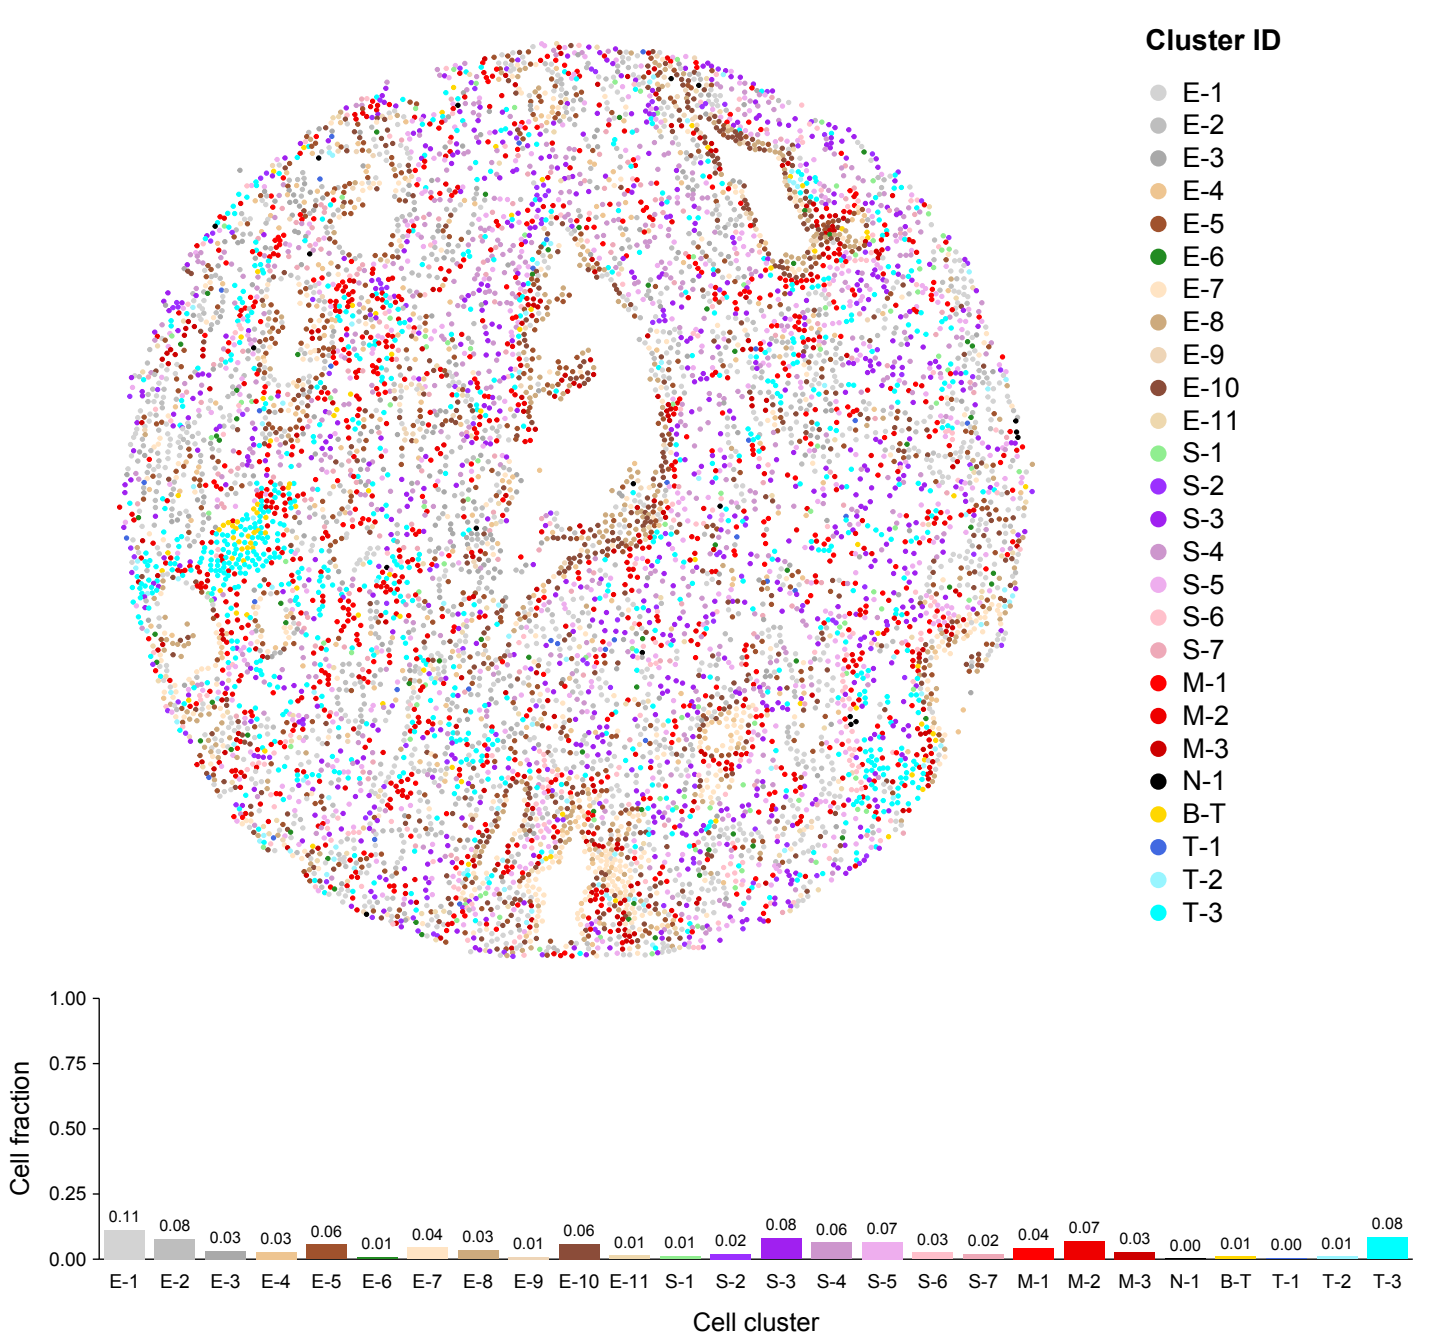 Cluster ID
E-1
E-2
E-3
E-4
E-5
E-6
E-7
E-8
E-9
E-10
E-11
S-1
S-2
S-3
S-4
S-5
S-6
S-7
M-1
M-2
M-3
N-1
B-T
T-1
T-2
T-3
1.00
0.75
0.50
0.25
0.00
Cell fraction
0.11 0.08 0.03 0.03 0.06 0.01 0.04 0.03 0.01 0.06 0.01 0.01 0.02 0.08 0.06 0.07 0.03 0.02 0.04 0.07 0.03 0.00 0.01 0.00 0.01 0.08
E-1 E-2 E-3 E-4 E-5 E-6 E-7 E-8 E-9 E-10 E-11 S-1 S-2 S-3 S-4 S-5 S-6 S-7 M-1 M-2 M-3 N-1 B-T T-1 T-2 T-3
Cell cluster